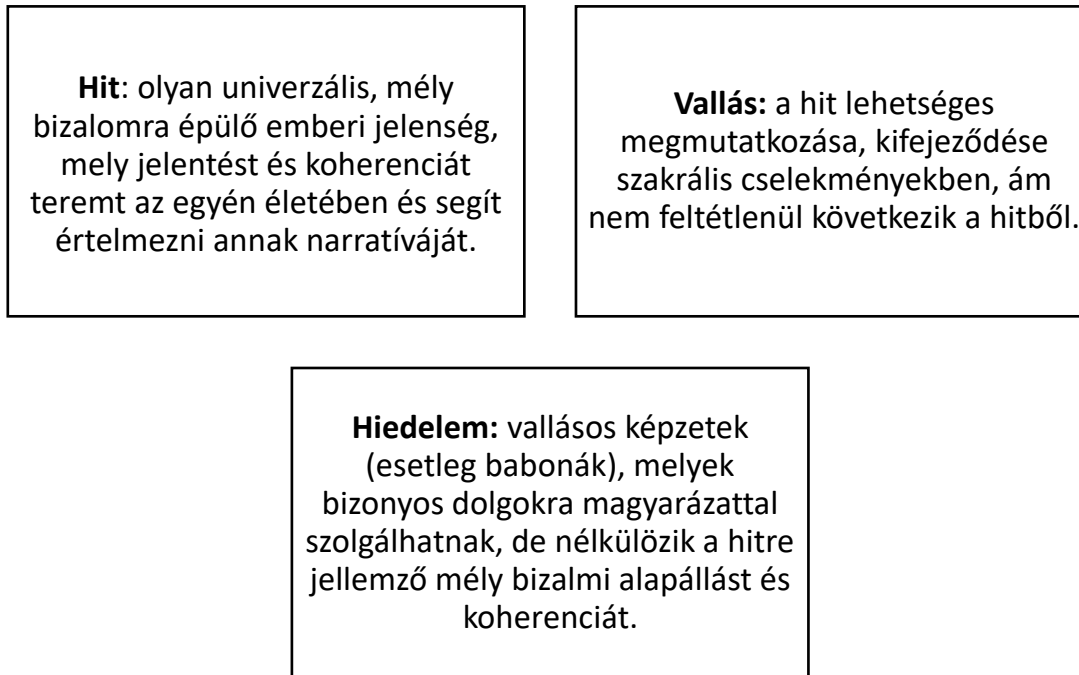 Hit: olyan univerzális, mély
bizalomra épülő emberi jelenség,
mely jelentést és koherenciát
teremt az egyén életében és segít
értelmezni annak narratíváját.
Vallás: a hit lehetséges
megmutatkozása, kifejeződése
szakrális cselekményekben, ám
nem feltétlenül következik a hitből.
Hiedelem: vallásos képzetek
(esetleg babonák), melyek
bizonyos dolgokra magyarázattal
szolgálhatnak, de nélkülözik a hitre
jellemző mély bizalmi alapállást és
koherenciát.